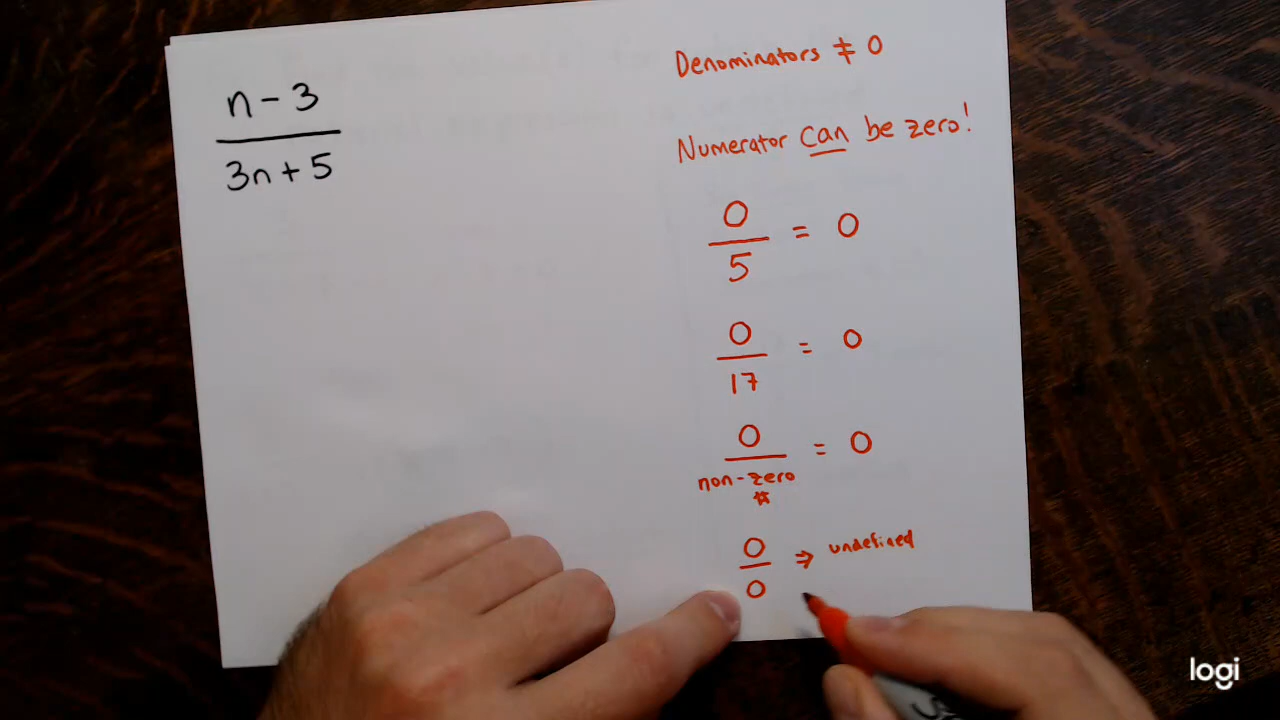 n - 3
3n + 5
Denominators ≠ 0
Numerator can be zero!
0
= 0
5
0
= 0
17
0
= 0
non-zero
#
0
⇒ undefined
0
logi